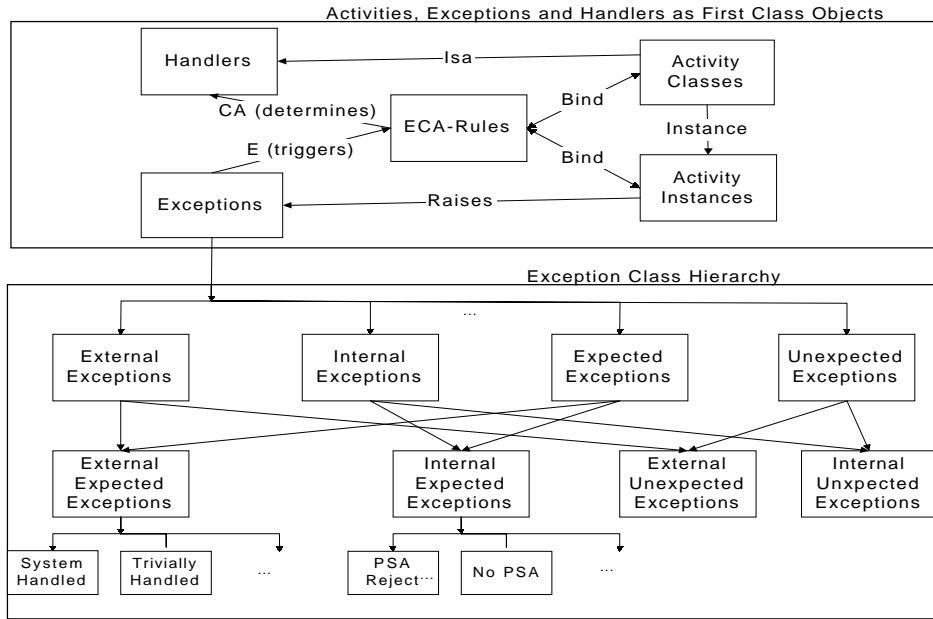 Activities, Exceptions and Handlers as First Class Objects
Handlers
Isa
Activity
Classes
CA (determines)
ECA-Rules
Bind
Instance
E (triggers)
Bind
Exceptions
Raises
Activity
Instances
Exception Class Hierarchy
...
External
Exceptions
Internal
Exceptions
Expected
Exceptions
Unexpected
Exceptions
External
Expected
Exceptions
Internal
Expected
Exceptions
External
Unexpected
Exceptions
Internal
Unxpected
Exceptions
System
Handled
Trivially
Handled
...
PSA
Reject...
No PSA
...